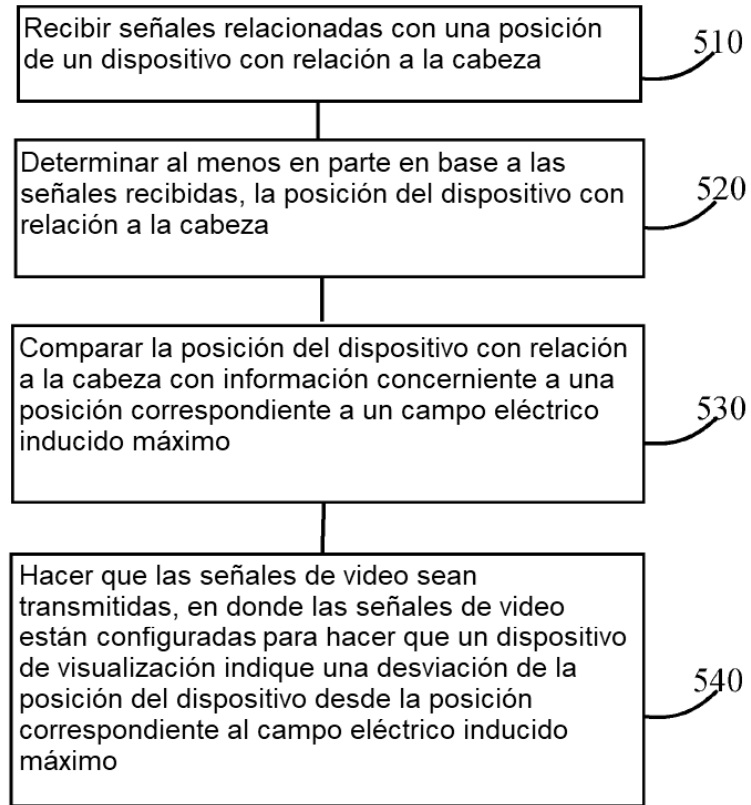 Recibir señales relacionadas con una posición
de un dispositivo con relación a la cabeza
510
Determinar al menos en parte en base a las
señales recibidas, la posición del dispositivo con
relación a la cabeza
520
Comparar la posición del dispositivo con relación
a la cabeza con información concerniente a una
posición correspondiente a un campo eléctrico
inducido máximo
530
Hacer que las señales de video sean
transmitidas, en donde las señales de video
están configuradas para hacer que un dispositivo
de visualización indique una desviación de la
posición del dispositivo desde la posición
correspondiente al campo eléctrico inducido
máximo
540